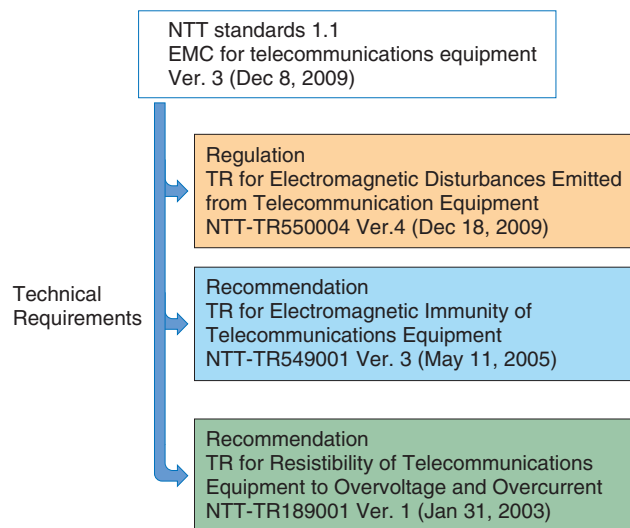 NTT standards 1.1
EMC for telecommunications equipment
Ver. 3 (Dec 8, 2009)
Regulation
TR for Electromagnetic Disturbances Emitted
from Telecommunication Equipment
NTT-TR550004 Ver.4 (Dec 18, 2009)
Technical
Requirements
Recommendation
TR for Electromagnetic Immunity of
Telecommunications Equipment
NTT-TR549001 Ver. 3 (May 11, 2005)
Recommendation
TR for Resistibility of Telecommunications
Equipment to Overvoltage and Overcurrent
NTT-TR189001 Ver. 1 (Jan 31, 2003)